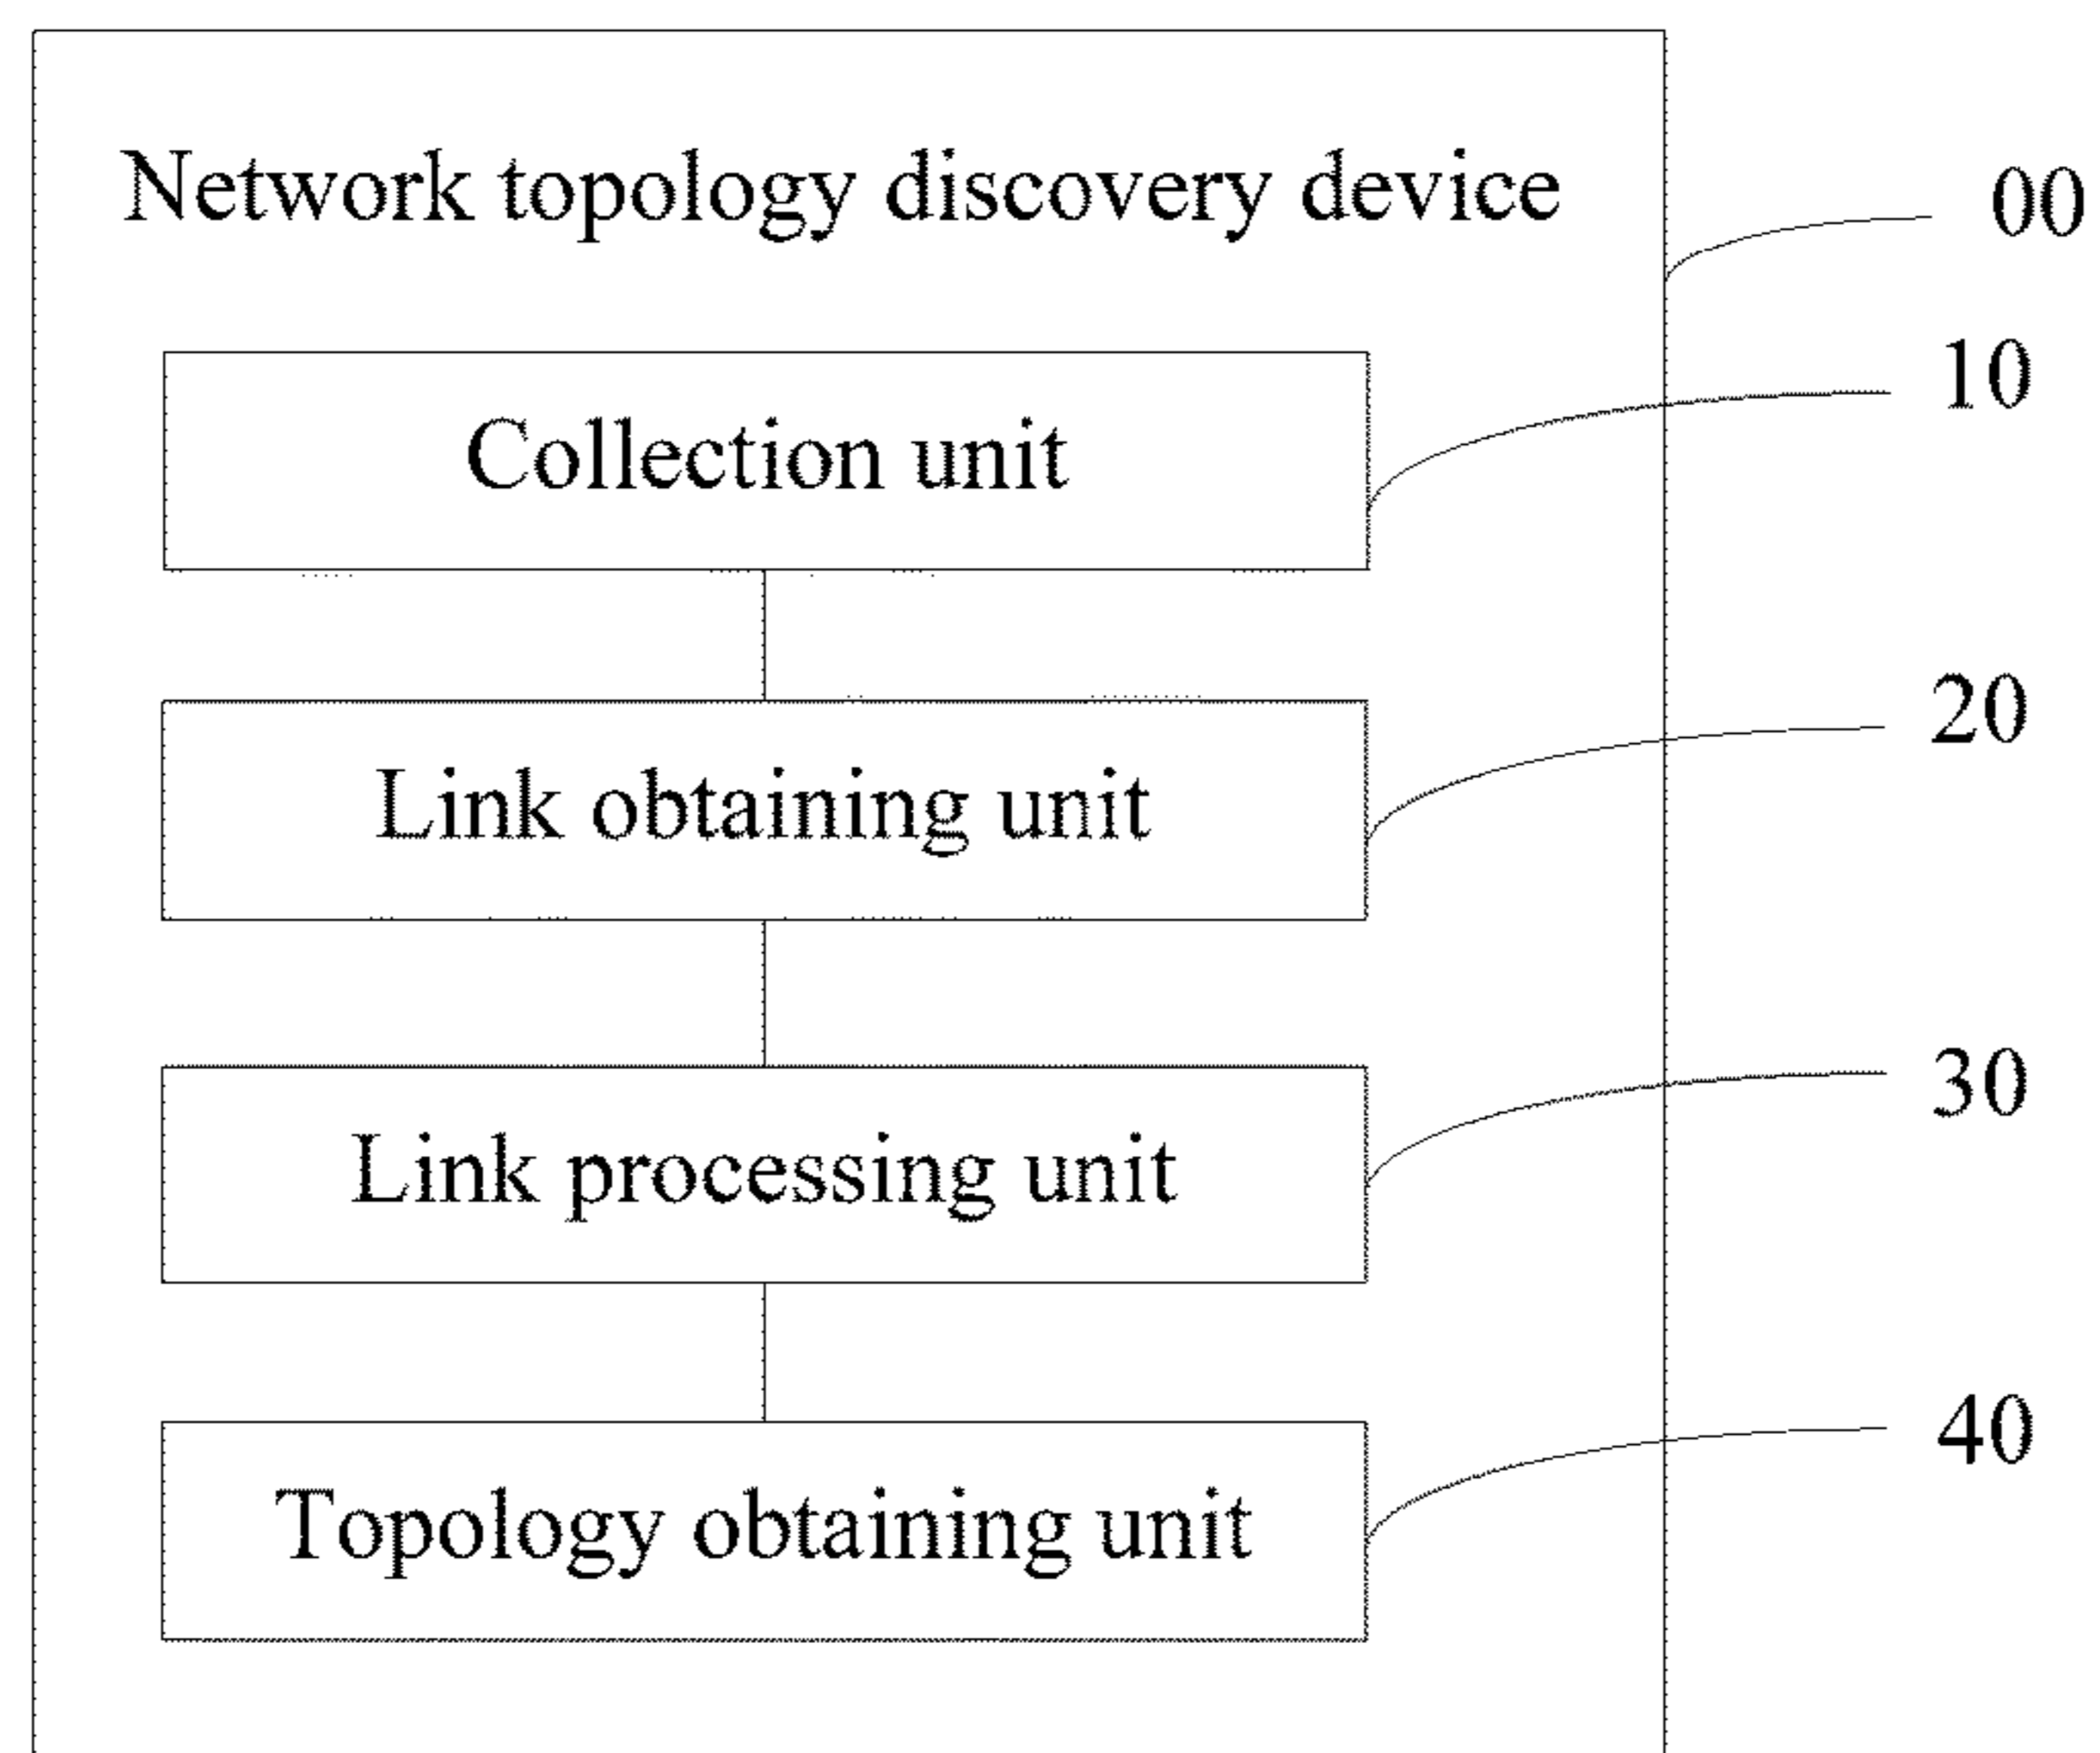 Network topology discovery device
00
10
Collection unit
20
Link obtaining unit
30
Link processing unit
40
Topology obtaining unit